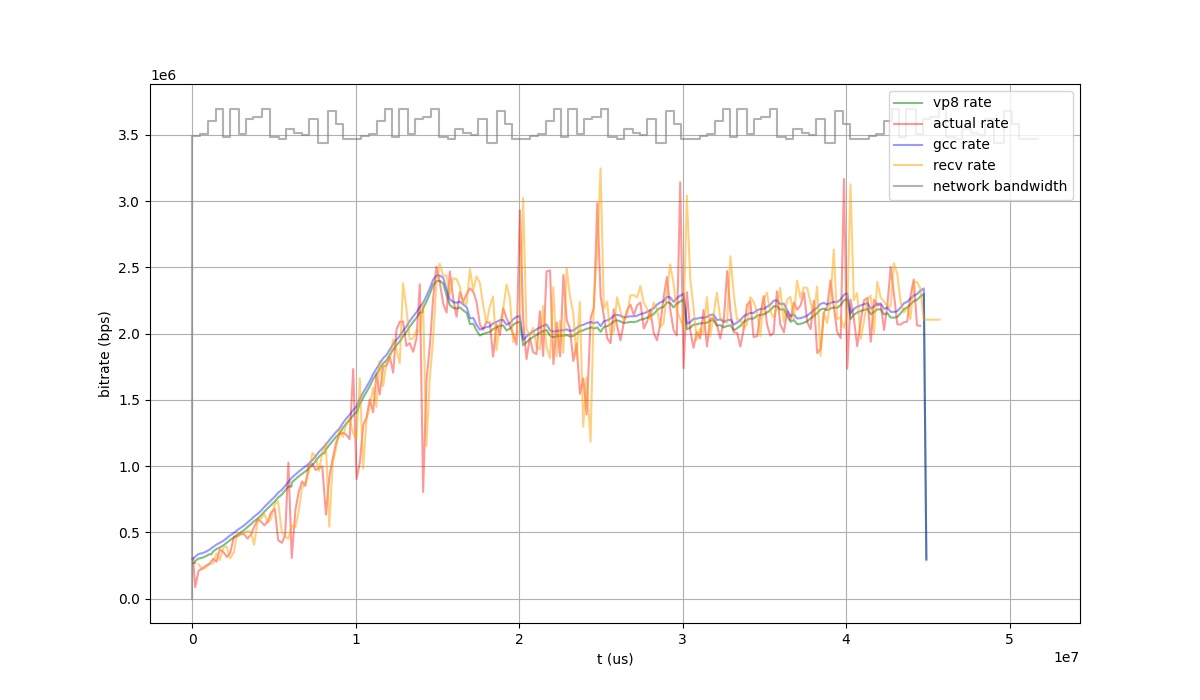 1e6
3.5
3.0
2.5
2.0
1.5
1.0
0.5
0.0
bitrate (bps)
vp8 rate
actual rate
gcc rate
recv rate
network bandwidth
0
1
2
3
4
5
t (us)
1e7